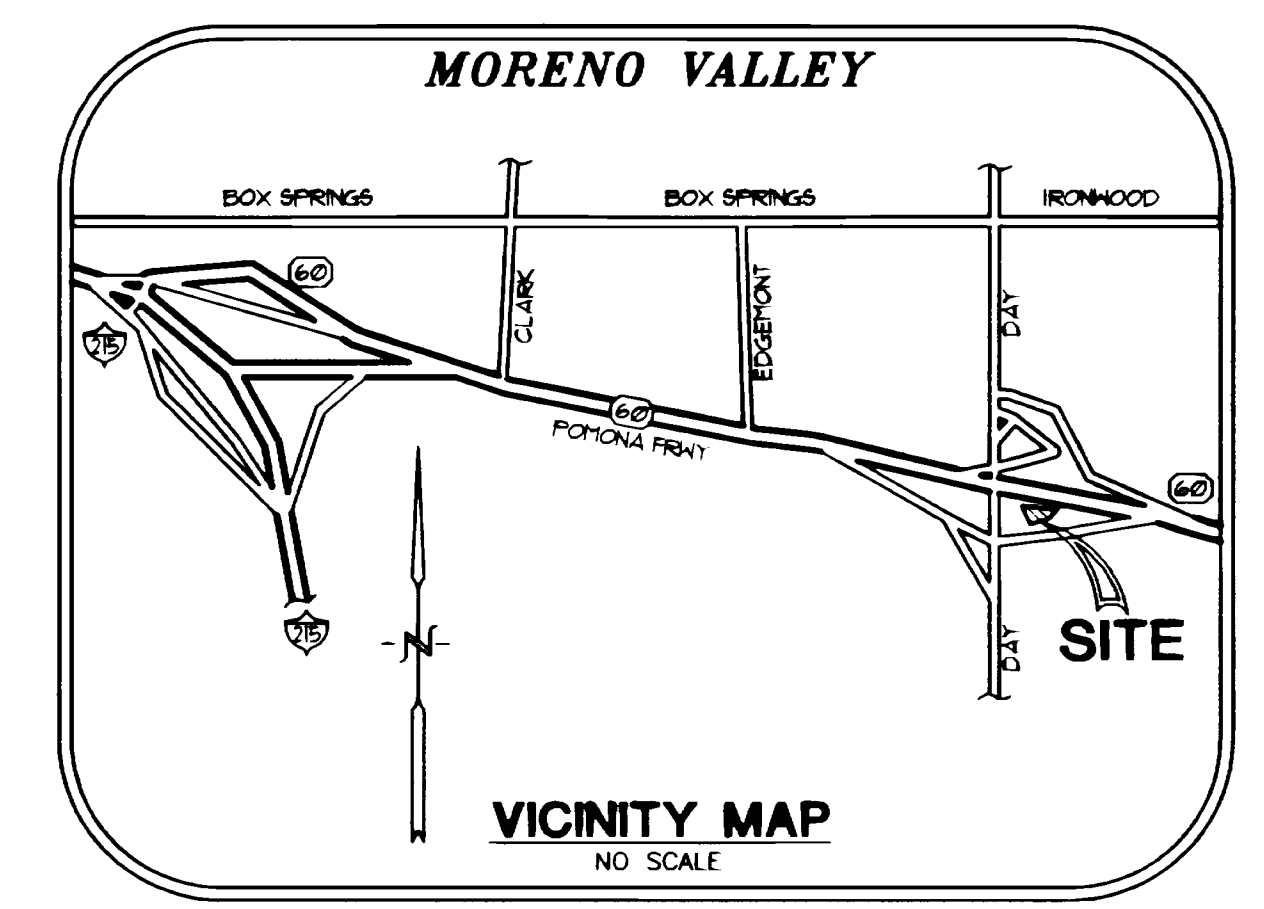 MORENO VALLEY
BOX SPRINGS
BOX SPRINGS
IRONWOOD
60
CLARK
EDGEMONT
DAY
215
60
POMONA FRWY
60
215
N
DAY
SITE
VICINITY MAP
NO SCALE